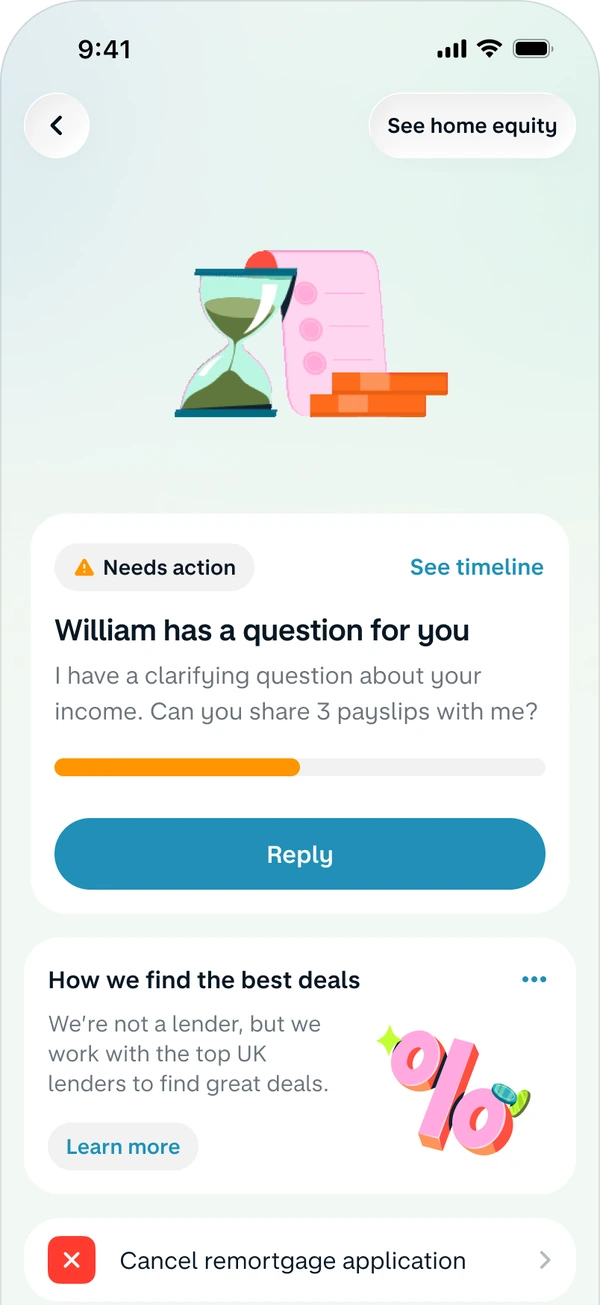 9:41
See home equity
Needs action
See timeline
William has a question for you
I have a clarifying question about your
income. Can you share 3 payslips with me?
Reply
How we find the best deals
We’re not a lender, but we
work with the top UK
lenders to find great deals.
Learn more
Cancel remortgage application